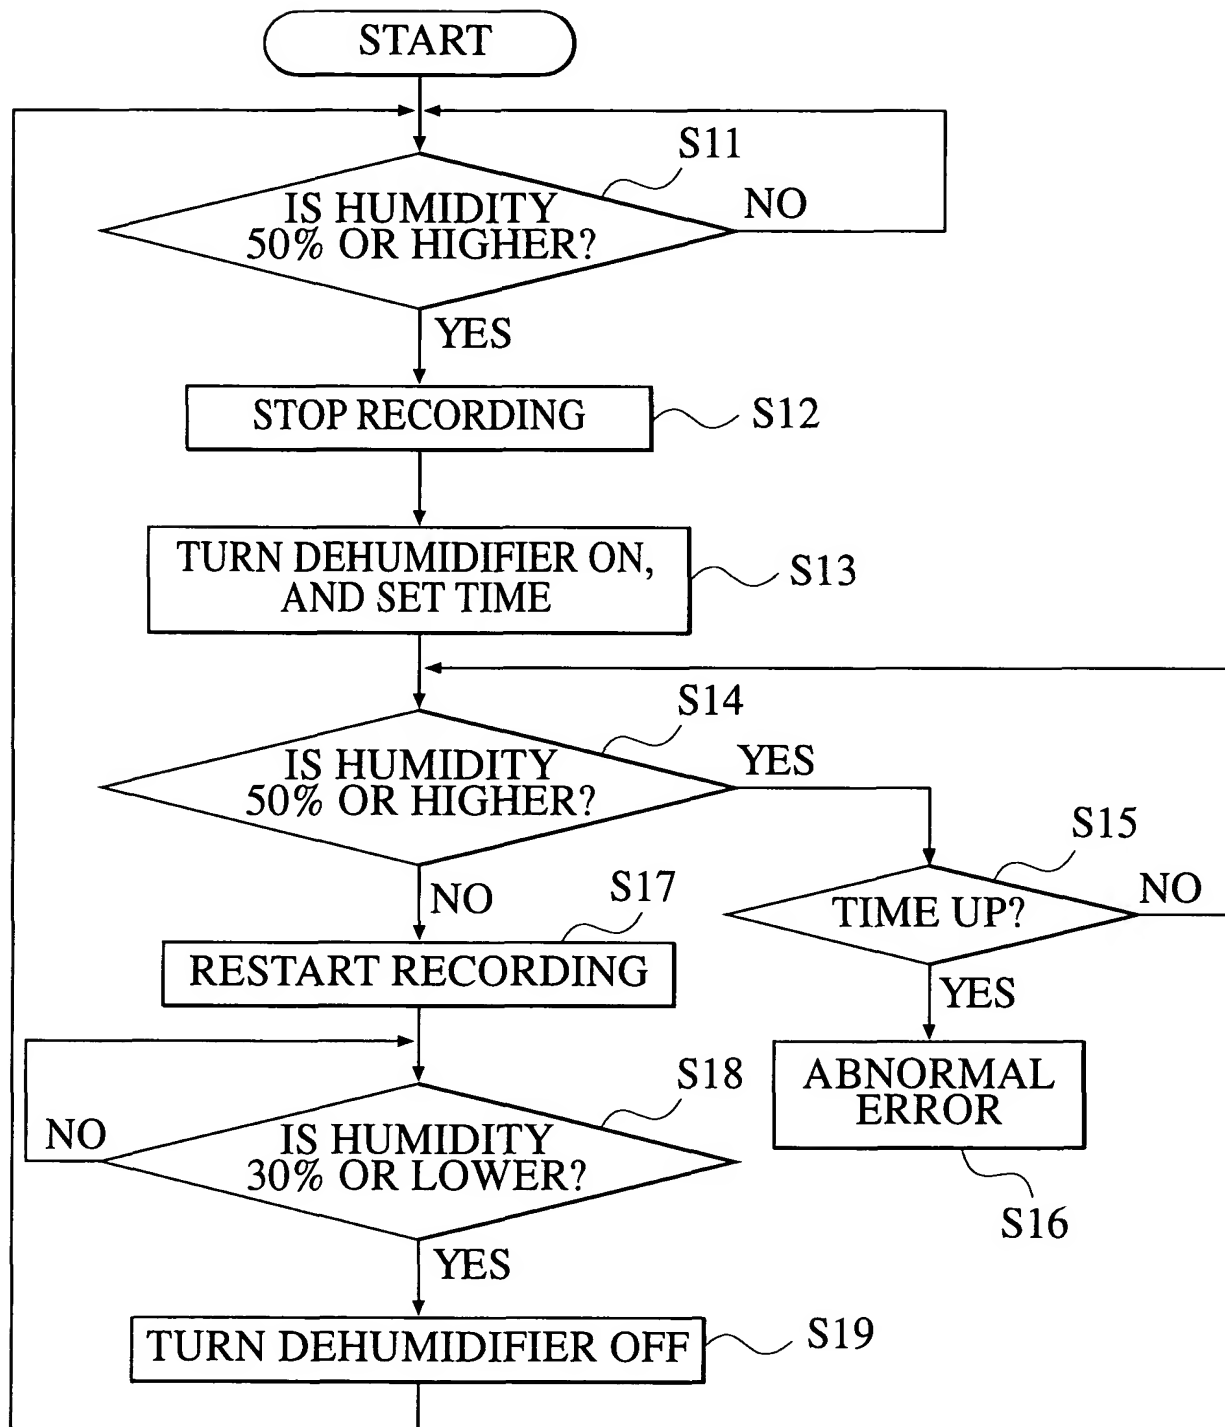 START
S11
IS HUMIDITY
50% OR HIGHER?
NO
YES
STOP RECORDING
S12
TURN DEHUMIDIFIER ON,
AND SET TIME
S13
S14
IS HUMIDITY
50% OR HIGHER?
YES
S15
TIME UP?
NO
NO
S17
RESTART RECORDING
YES
ABNORMAL
ERROR
S16
S18
NO
IS HUMIDITY
30% OR LOWER?
YES
TURN DEHUMIDIFIER OFF
S19